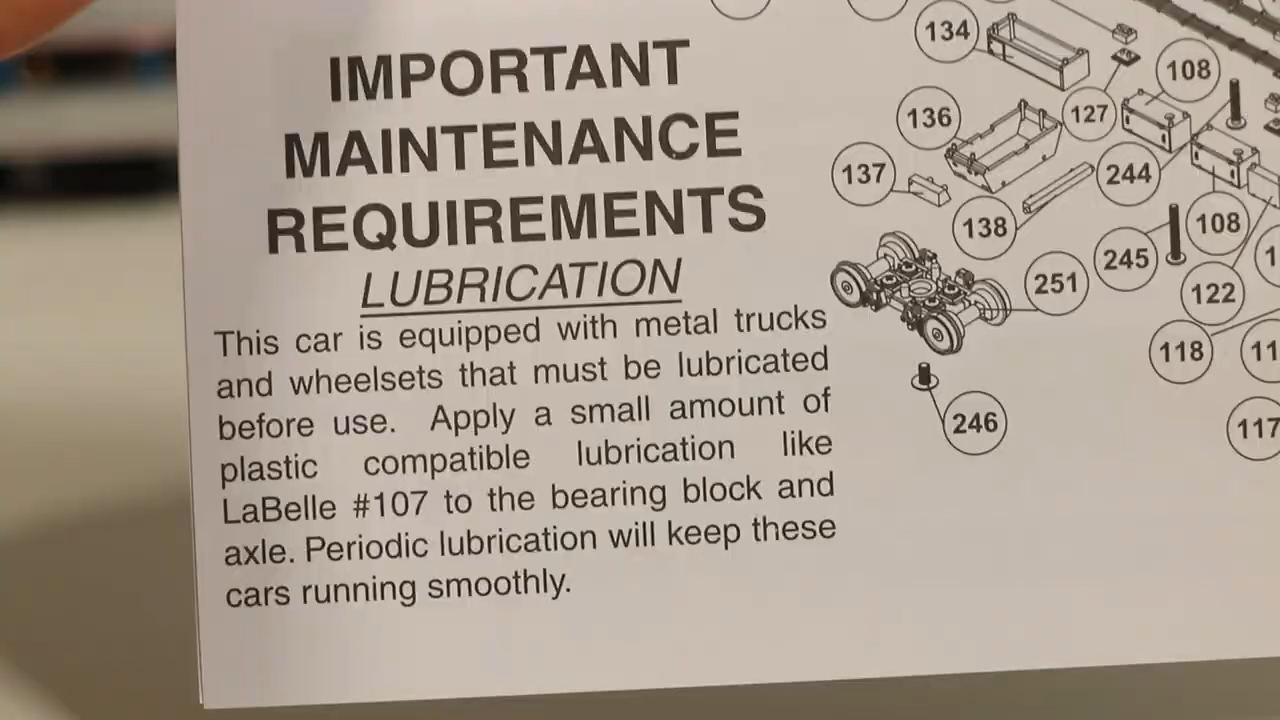 IMPORTANT
MAINTENANCE
REQUIREMENTS
LUBRICATION
This car is equipped with metal trucks
and wheelsets that must be lubricated
before use. Apply a small amount of
plastic compatible lubrication like
LaBelle #107 to the bearing block and
axle. Periodic lubrication will keep these
cars running smoothly.
134
108
127
136
137
244
138
108
245
251
122
118
246
117